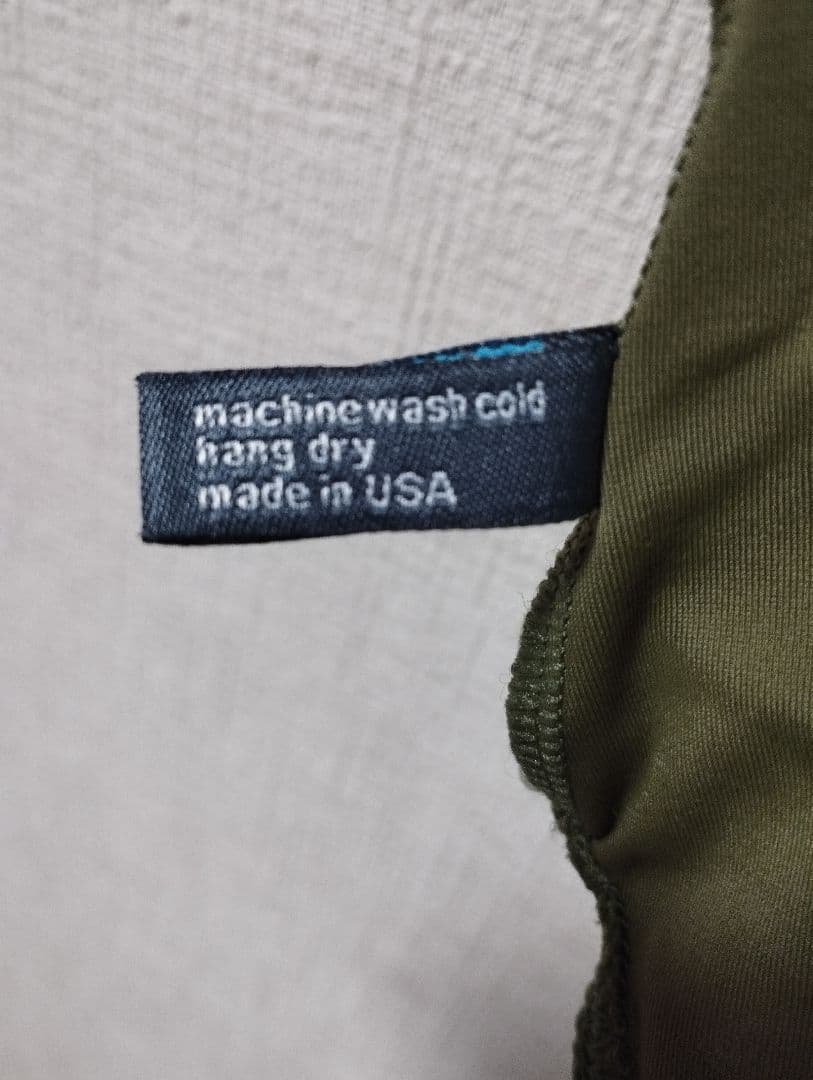 machine wash cold
hang dry
made in USA